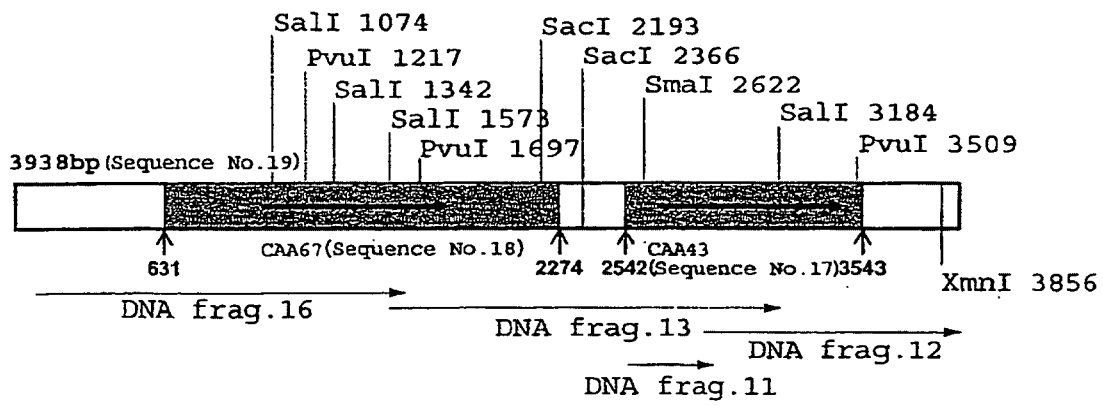 SalI 1074
SacI 2193
PvuI 1217
SacI 2366
SalI 1342
SmaI 2622
SalI 1573
SalI 3184
PvuI 1697
PvuI 3509
3938bp(Sequence No.19)
CAA67(Sequence No.18)
CAA43
631
2274
2542(Sequence No.17)3543
XmnI 3856
DNA frag.16
DNA frag.13
DNA frag.12
DNA frag.11